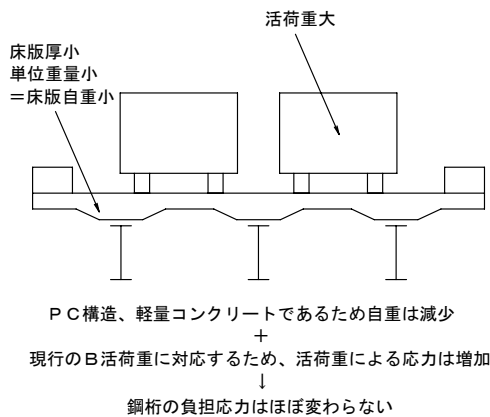 活荷重大
床版厚小
単位重量小
=床版自重小
PC構造、軽量コンクリートであるため自重は減少
+
現行のB活荷重に対応するため、活荷重による応力は増加
↓
鋼桁の負担応力はほぼ変わらない